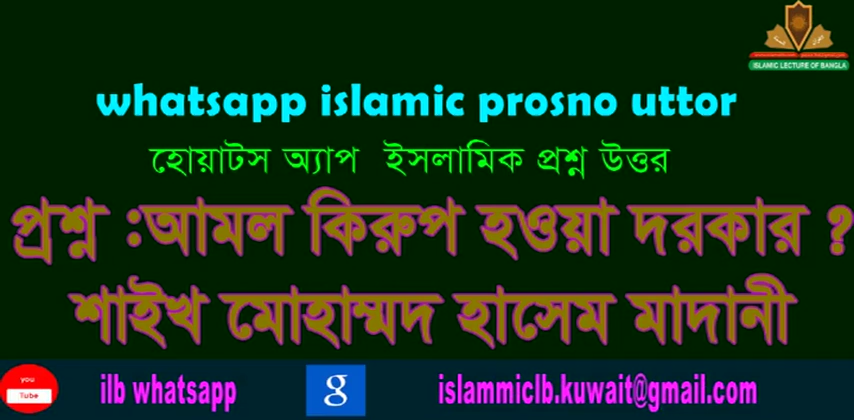 ISLAMIC LECTURE OF BANGLA
whatsapp islamic prosno uttor
হোয়াটস অ্যাপ ইসলামিক প্রশ্ন উত্তর
প্রশ্ন :আমল কিরুপ হওয়া দরকার ?
শাইখ মোহাম্মদ হাসেম মাদানী
you
Tube
ilb whatsapp
g
islammiclb.kuwait@gmail.com